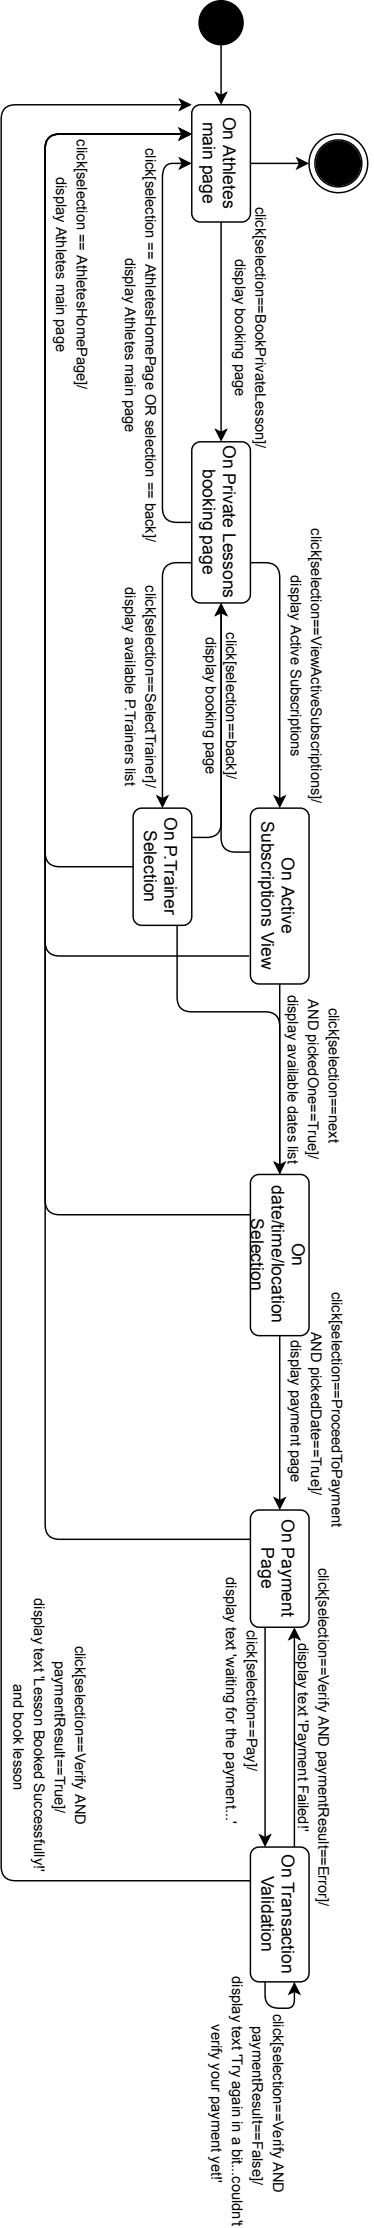 On Athletes
main page
click[selection==BookPrivateLesson]/
display booking page
click[selection == AthletesHomePage OR selection == back]/
display Athletes main page
click[selection == AthletesHomePage]/
display Athletes main page
On Private Lessons
booking page
click[selection==ViewActiveSubscriptions]/
display Active Subscriptions
click[selection==back]/
display booking page
click[selection==SelectTrainer]/
display available P.Trainers list
On Active
Subscriptions View
On P.Trainer
Selection
click[selection==next
AND pickedOne==True]/
display available dates list
On
date/time/location
Selection
click[selection==ProceedToPayment
AND pickedDate==True]/
display payment page
On Payment
Page
click[selection==Verify AND paymentResult==Error]/
display text 'Payment Failed!'
click[selection==Pay]/
display text 'waiting for the payment...'
click[selection==Verify AND
paymentResult==True]/
display text 'Lesson Booked Successfully!'
and book lesson
On Transaction
Validation
click[selection==Verify AND
paymentResult==False]/
display text 'Try again in a bit...couldn't
verify your payment yet!'